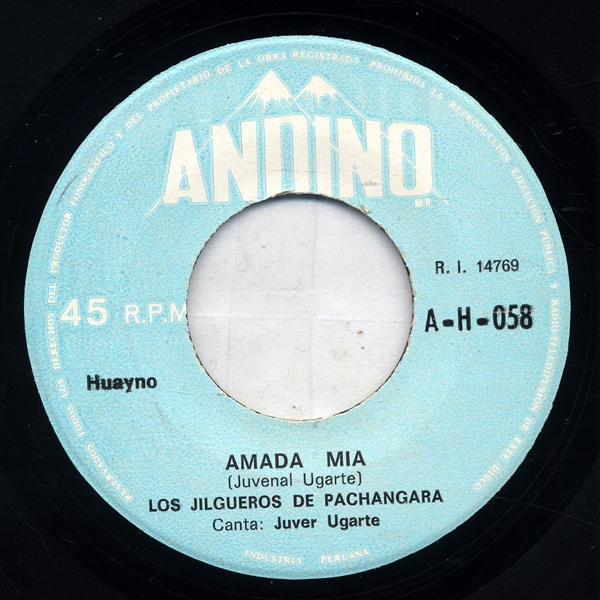 RESERVADOS TODOS LOS DERECHOS DEL PRODUCTOR FONOGRAFICO Y DEL PROPIETARIO DE LA OBRA REGISTRADA PROHIBIDA LA REPRODUCCION EJECUCION PUBLICA Y RADIO-TELEDIFUSION DE ESTE DISCO
ANDINO
M.R.
R. I. 14769
45 R.P.M
A-H-058
Huayno
AMADA MIA
(Juvenal Ugarte)
LOS JILGUEROS DE PACHANGARA
Canta: Juver Ugarte
INDUSTRIA PERUANA